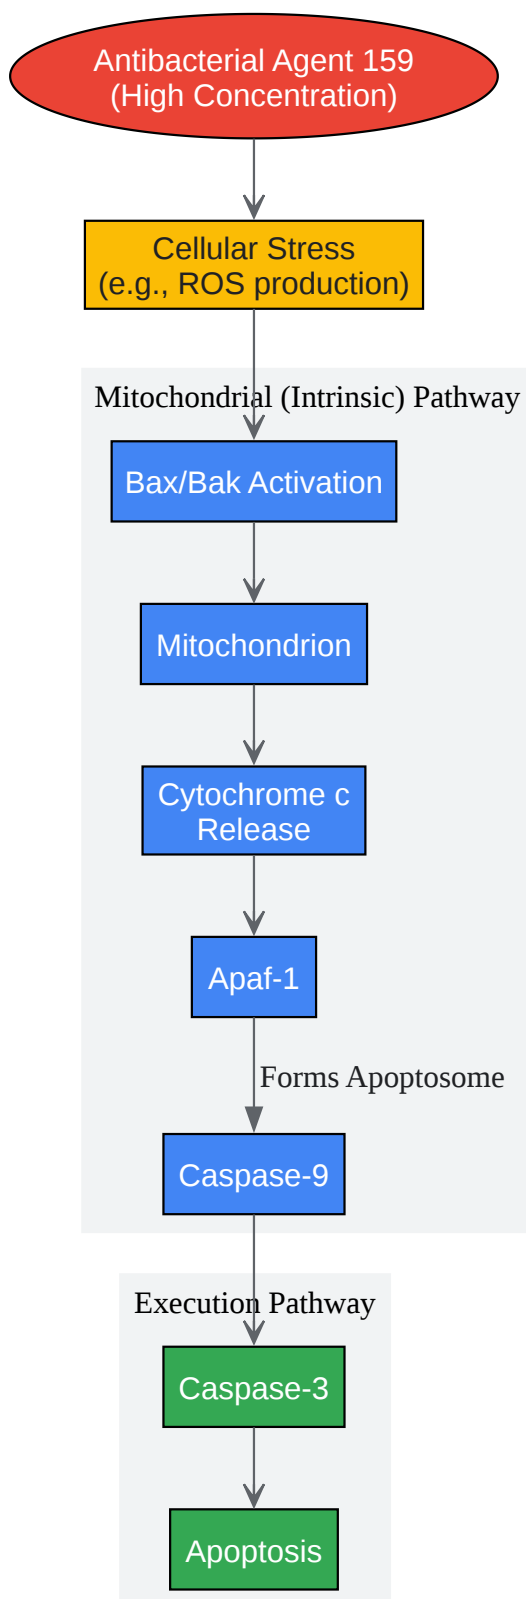 Antibacterial Agent 159
(High Concentration)
Cellular Stress
(e.g., ROS production)
Mitochondrial (Intrinsic) Pathway
Bax/Bak Activation
Mitochondrion
Cytochrome c
Release
Apaf-1
Forms Apoptosome
Caspase-9
Execution Pathway
Caspase-3
Apoptosis